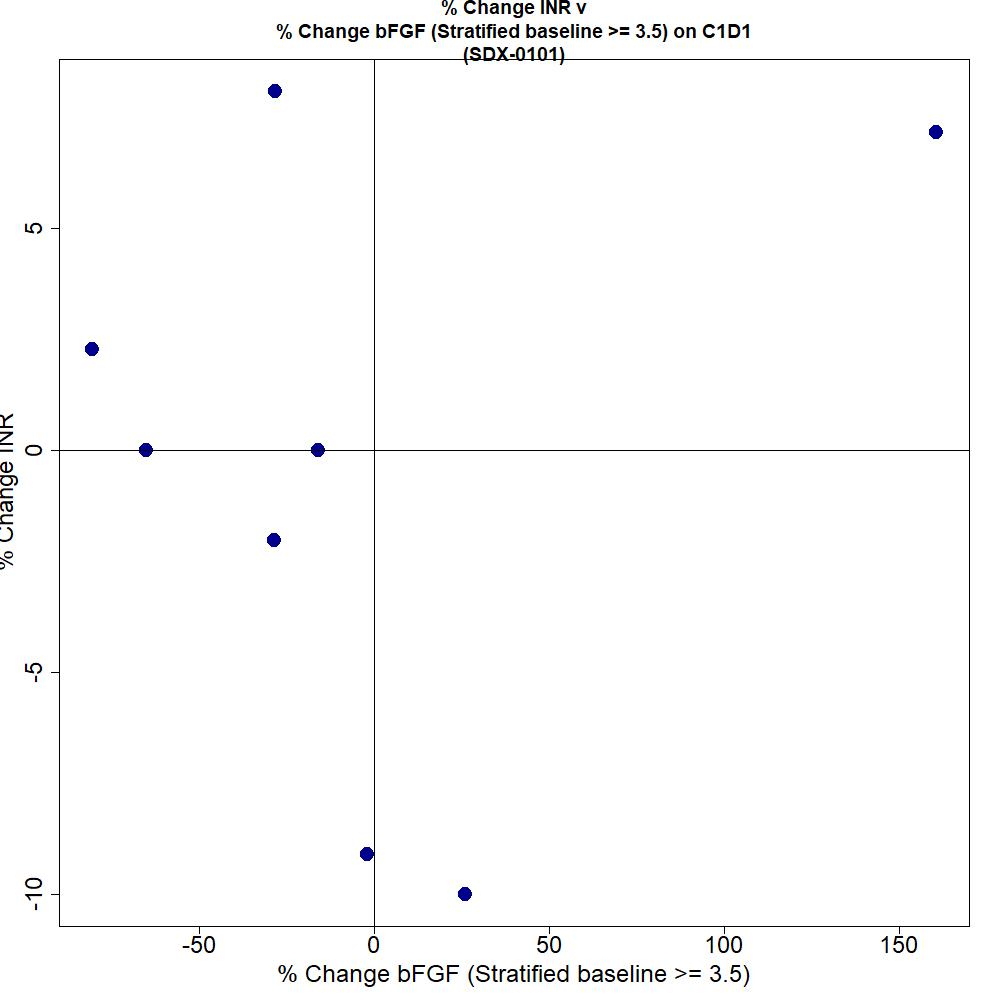 % Change INR v
% Change bFGF (Stratified baseline >= 3.5) on C1D1
(SDX-0101)
5
0
-5
-10
% Change INR
-50
0
50
100
150
% Change bFGF (Stratified baseline >= 3.5)